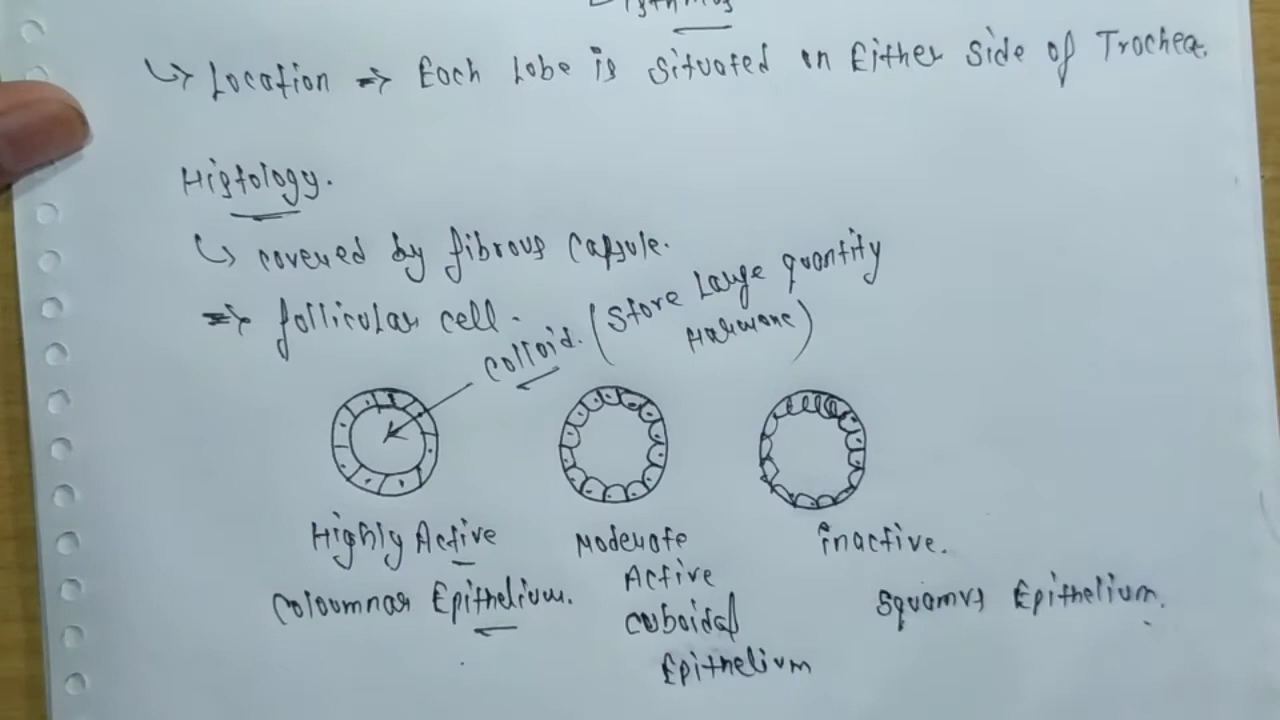 Isthmus
↳ Location ⇒ Each Lobe is situated on Either Side of Trachea.
Histology.
↳ covered by fibrous capsule.
⇒ follicular cell.
colloid. (Store Large quantity
Harmone)
Highly Active
Moderate
inactive.
Coloumnar Epithelium.
Active
Squamus Epithelium.
cuboidal
Epithelium